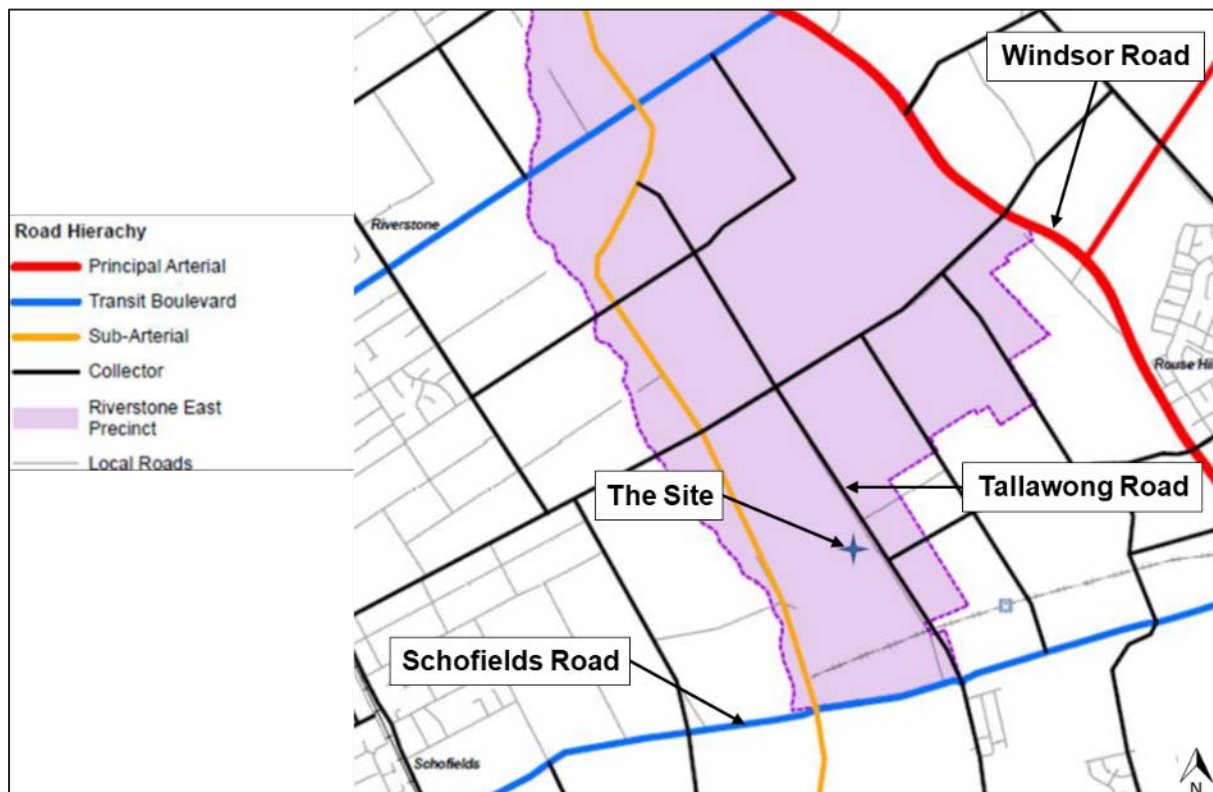 Road Hierachy
Principal Arterial
Transit Boulevard
Sub-Arterial
Collector
Riverstone East
Precinct
Local Roads
Windsor Road
Riverstone
Rouse Hil
The Site
Tallawong Road
Schofields Road
Schofields
N